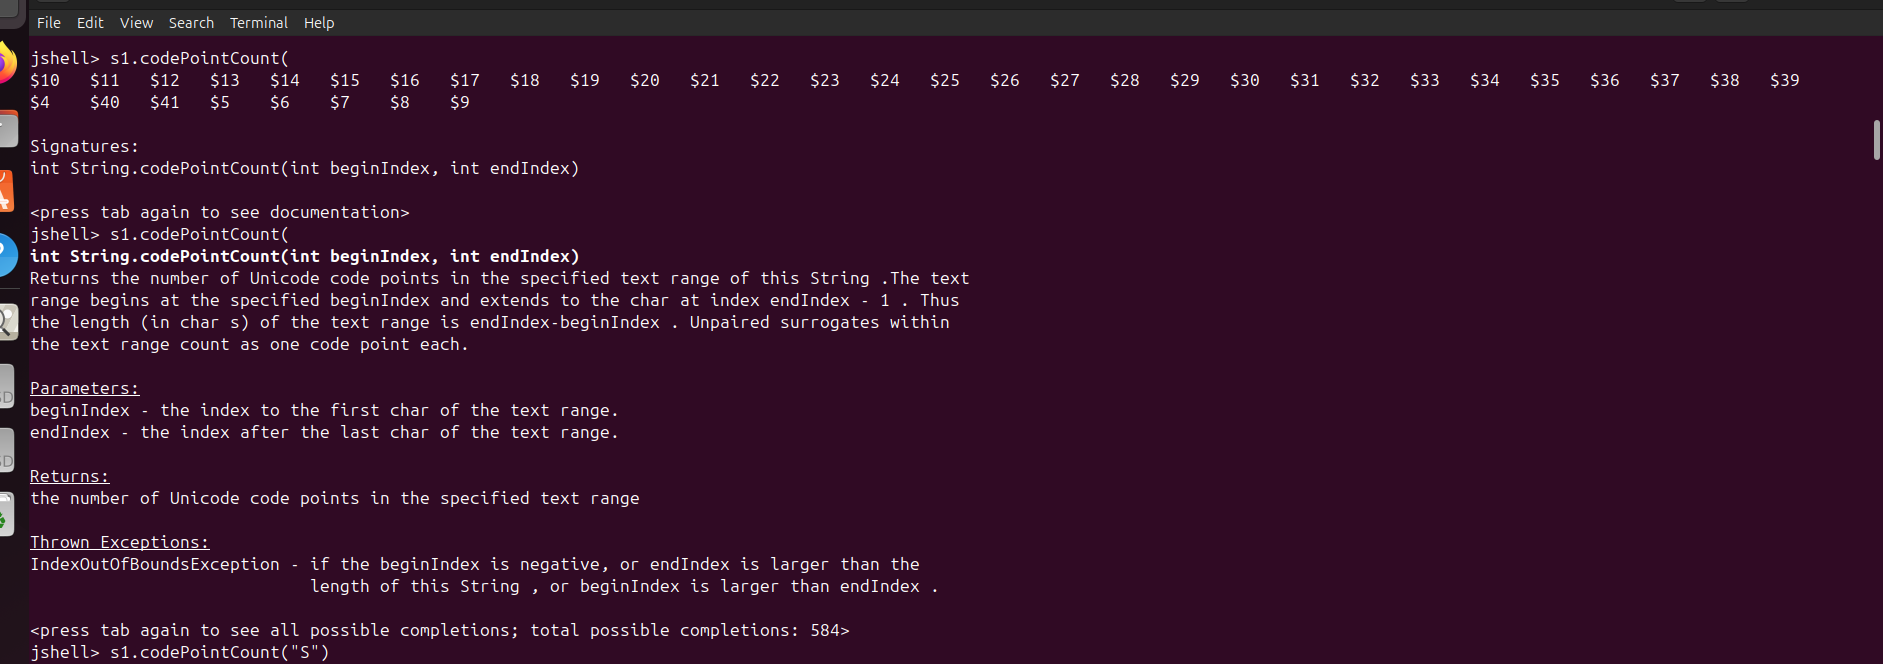 File Edit View Search Terminal Help
jshell> s1.codePointCount(
$10 $11 $12 $13 $14 $15 $16 $17 $18 $19 $20 $21 $22 $23 $24 $25 $26 $27 $28 $29 $30 $31 $32 $33 $34 $35 $36 $37 $38 $39
$4 $40 $41 $5 $6 $7 $8 $9
Signatures:
int String.codePointCount(int beginIndex, int endIndex)
<press tab again to see documentation>
jshell> s1.codePointCount(
int String.codePointCount(int beginIndex, int endIndex)
Returns the number of Unicode code points in the specified text range of this String .The text
range begins at the specified beginIndex and extends to the char at index endIndex - 1 . Thus
the length (in char s) of the text range is endIndex-beginIndex . Unpaired surrogates within
the text range count as one code point each.
Parameters:
beginIndex - the index to the first char of the text range.
endIndex - the index after the last char of the text range.
Returns:
the number of Unicode code points in the specified text range
Thrown Exceptions:
IndexOutOfBoundsException - if the beginIndex is negative, or endIndex is larger than the
length of this String , or beginIndex is larger than endIndex .
<press tab again to see all possible completions; total possible completions: 584>
jshell> s1.codePointCount("S")